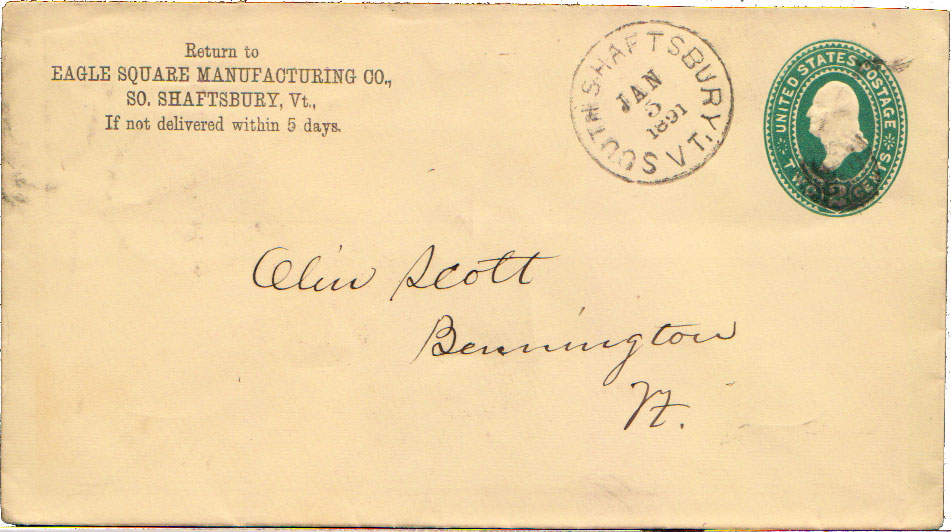 Return to
EAGLE SQUARE MANUFACTURING CO.,
SO. SHAFTSBURY, Vt.,
If not delivered within 5 days.
SOUTH SHAFTSBURY, VT.
JAN
5
1891
UNITED STATES POSTAGE
TWO CENTS
2
Olin Scott
Bennington
Vt.